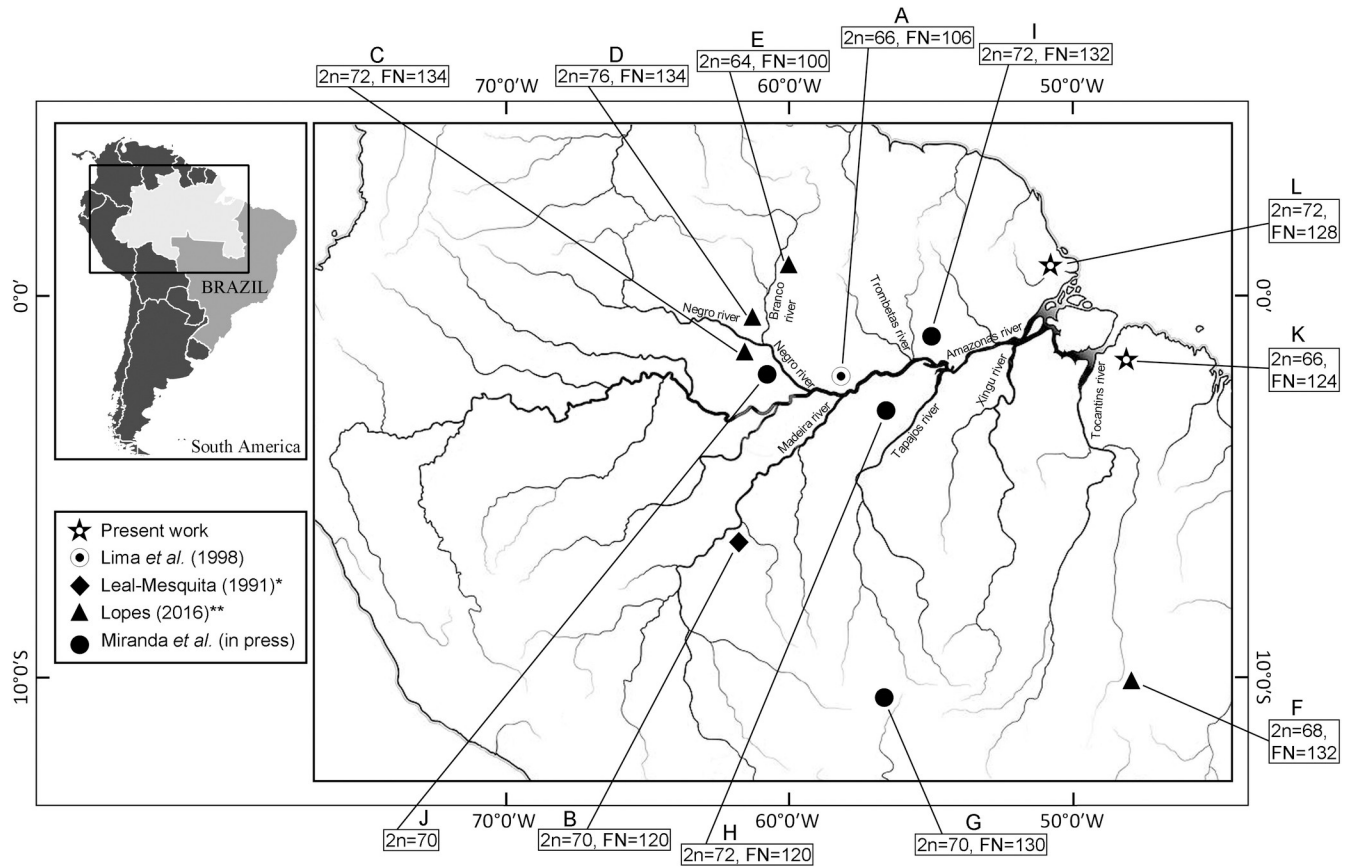 A
2n=66, FN=106
I
2n=72, FN=132
E
2n=64, FN=100
C
2n=72, FN=134
D
2n=76, FN=134
70°0'W
60°0'W
50°0'W
L
2n=72,
FN=128
K
2n=66,
FN=124
0°0'
0°0'
BRAZIL
South America
Negro river
Branco
river
Negro river
Trombetas river
Amazonas river
Xingu river
Tapajos river
Madeira river
Tocantins river
Present work
Lima et al. (1998)
Leal-Mesquita (1991)*
Lopes (2016)**
Miranda et al. (in press)
10°0'S
10°0'S
F
2n=68,
FN=132
70°0'W
60°0'W
50°0'W
J
2n=70
B
2n=70, FN=120
H
2n=72, FN=120
G
2n=70, FN=130